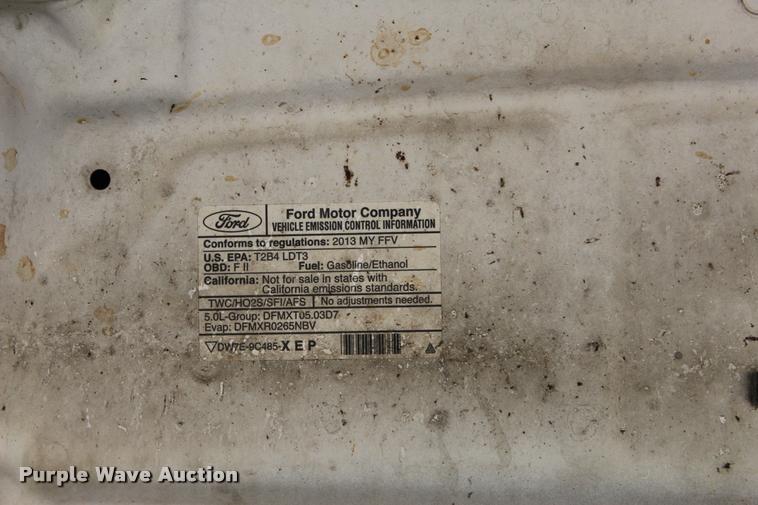 Ford
Ford Motor Company
VEHICLE EMISSION CONTROL INFORMATION
Conforms to regulations: 2013 MY FFV
U.S. EPA: T2B4 LDT3
OBD: F II Fuel: Gasoline/Ethanol
California: Not for sale in states with
California emissions standards.
TWC/HO2S/SFI/AFS No adjustments needed.
5.0L-Group: DFMXT05.03D7
Evap: DFMXR0265NBV
DW7E-9C485-XEP
Purple Wave Auction